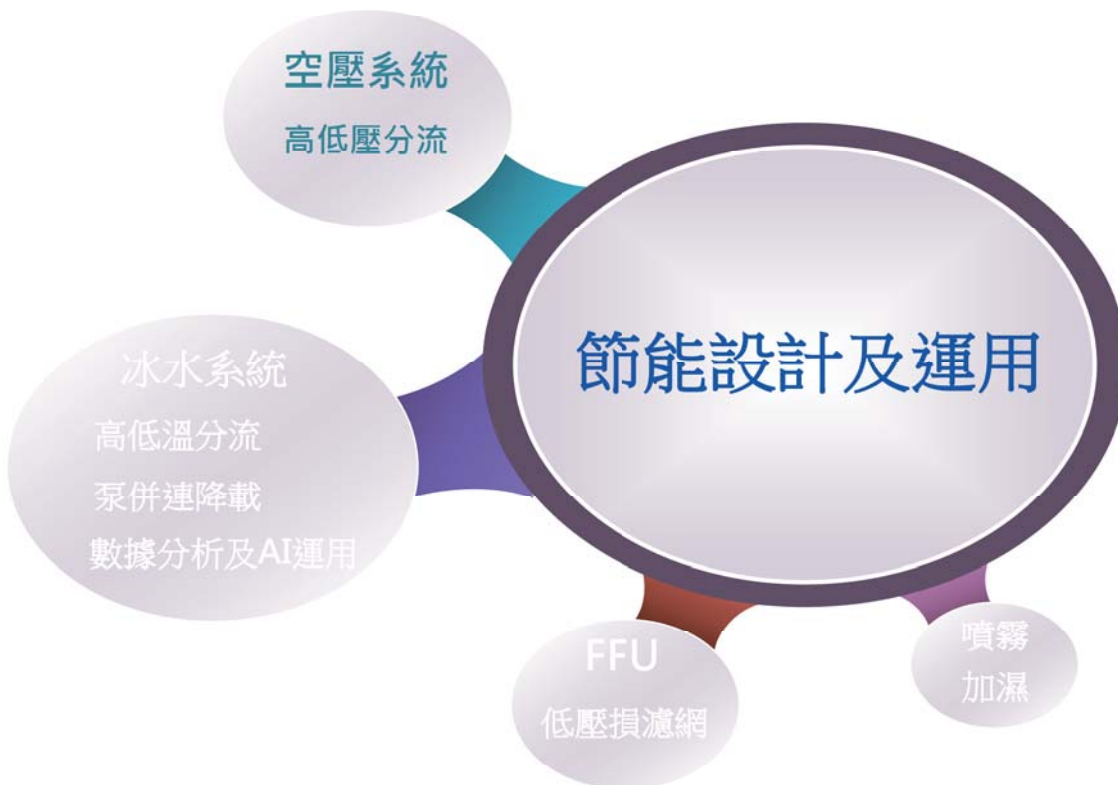 空壓系統
高低壓分流
節能設計及運用
冰水系統
高低溫分流
泵併連降載
數據分析及AI運用
FFU
低壓損濾網
噴霧
加濕